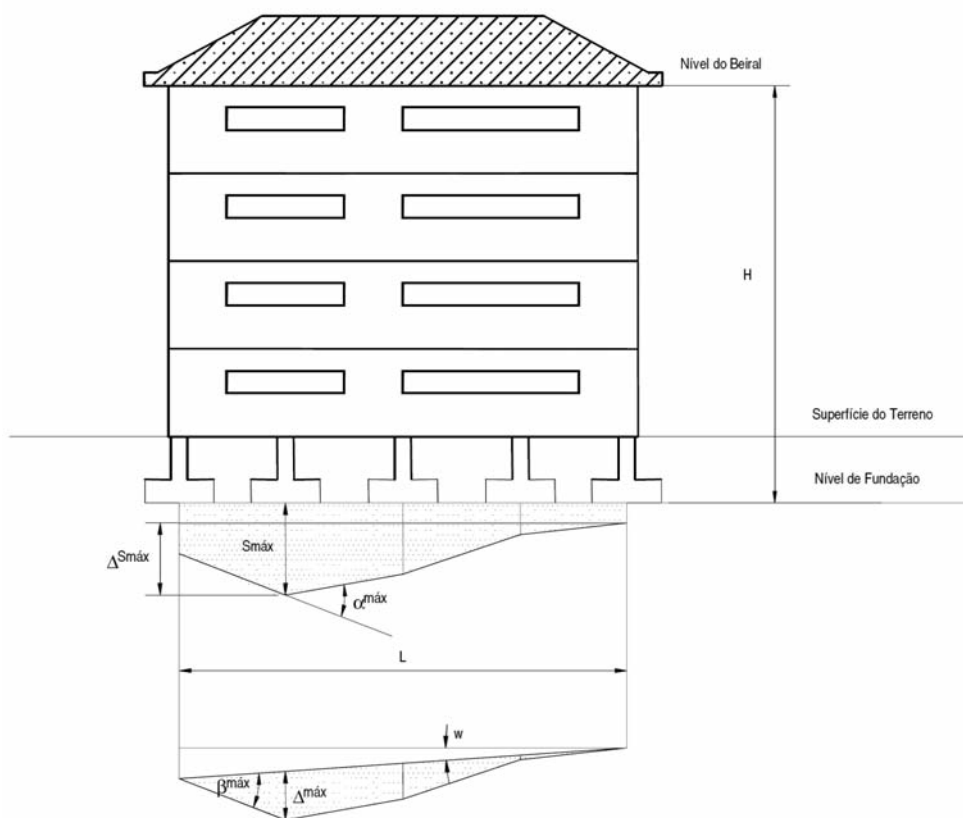 Nível do Beiral
H
Superfície do Terreno
Nível de Fundação
ΔSmáx
Smáx
αmáx
L
w
βmáx
Δmáx